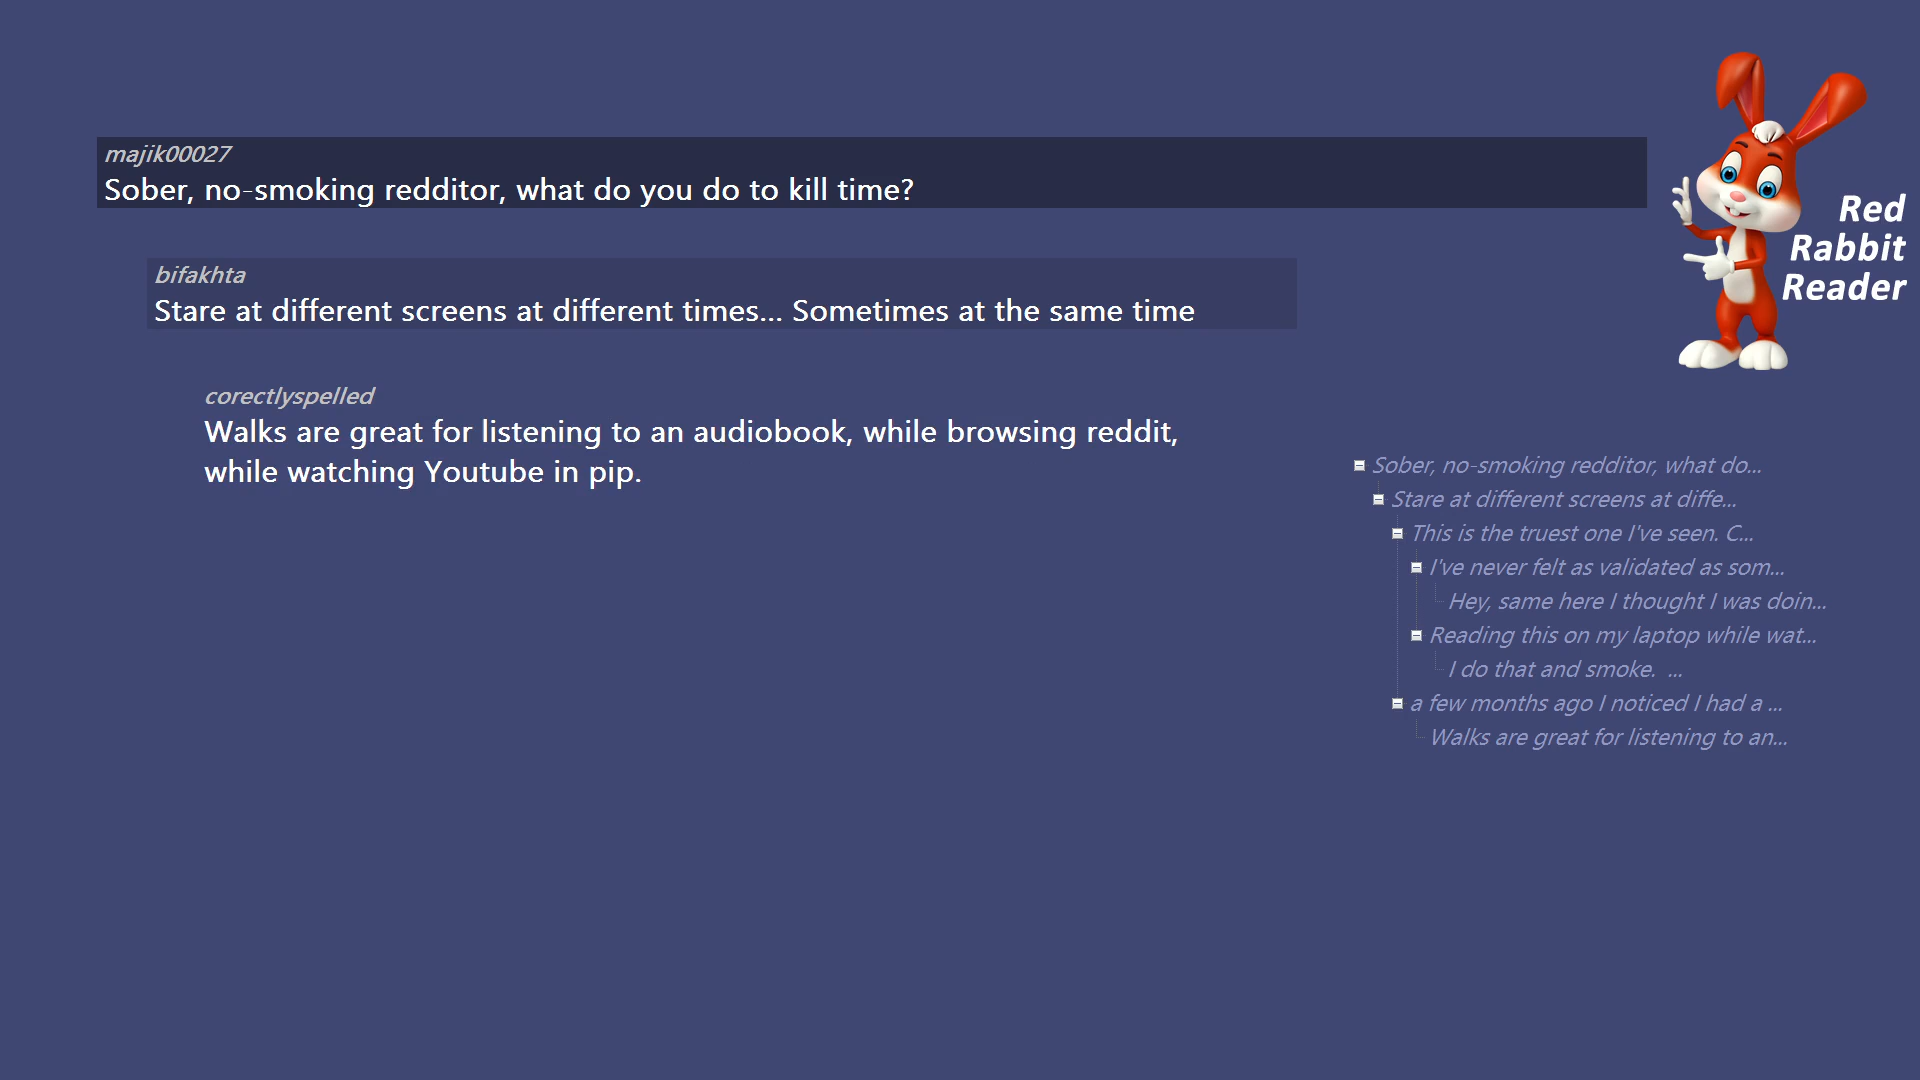 majik00027
Sober, no-smoking redditor, what do you do to kill time?
bifakhta
Stare at different screens at different times... Sometimes at the same time
corectlyspelled
Walks are great for listening to an audiobook, while browsing reddit,
while watching Youtube in pip.
Red
Rabbit
Reader
Sober, no-smoking redditor, what do...
Stare at different screens at diffe...
This is the truest one I've seen. C...
I've never felt as validated as som...
Hey, same here I thought I was doin...
Reading this on my laptop while wat...
I do that and smoke.  ...
a few months ago I noticed I had a ...
Walks are great for listening to an...